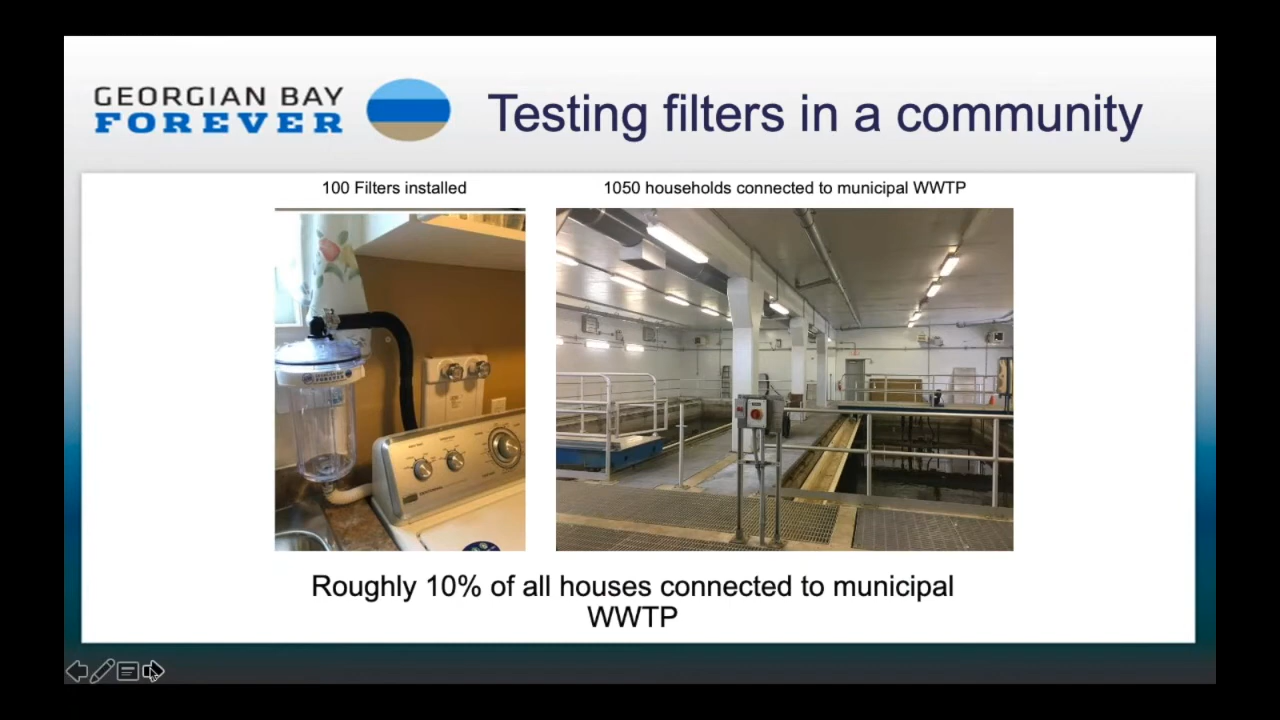 GEORGIAN BAY
FOREVER
Testing filters in a community
100 Filters installed
1050 households connected to municipal WWTP
Roughly 10% of all houses connected to municipal
WWTP